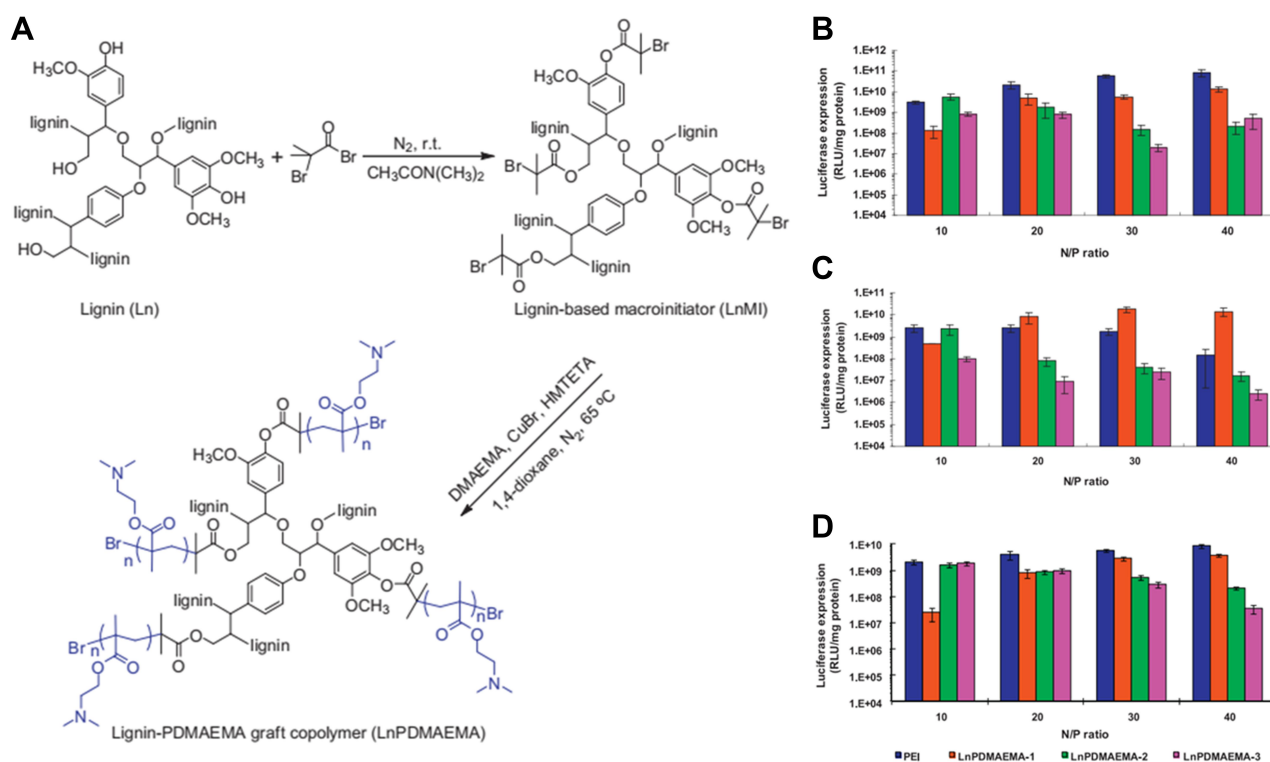 A
OH
H3CO
lignin
O
O
lignin
HO
OCH3
O
OH
OCH3
lignin
HO
lignin
Lignin (Ln)
+
O
Br
Br
N2, r.t.
CH3CON(CH3)2
O
Br
O
H3CO
lignin
O
O
lignin
O
Br
O
OCH3
O
O
O
Br
OCH3
lignin
Br
O
O
lignin
Lignin-based macroinitiator (LnMI)
DMAEMA, CuBr, HMTETA
1,4-dioxane, N2, 65 ºC
N
O
O
O
Br
n
O
H3CO
N
O
O
Br
n
O
O
lignin
O
O
lignin
OCH3
O
O
O
OCH3
n
Br
O
O
N
lignin
Br
n
O
O
O
O
lignin
N
Lignin-PDMAEMA graft copolymer (LnPDMAEMA)
B
Luciferase expression
(RLU/mg protein)
1.E+12
1.E+11
1.E+10
1.E+09
1.E+08
1.E+07
1.E+06
1.E+05
1.E+04
10 20 30 40
N/P ratio
C
Luciferase expression
(RLU/mg protein)
1.E+11
1.E+10
1.E+09
1.E+08
1.E+07
1.E+06
1.E+05
1.E+04
10 20 30 40
N/P ratio
D
Luciferase expression
(RLU/mg protein)
1.E+10
1.E+09
1.E+08
1.E+07
1.E+06
1.E+05
1.E+04
10 20 30 40
N/P ratio
PEI LnPDMAEMA-1 LnPDMAEMA-2 LnPDMAEMA-3